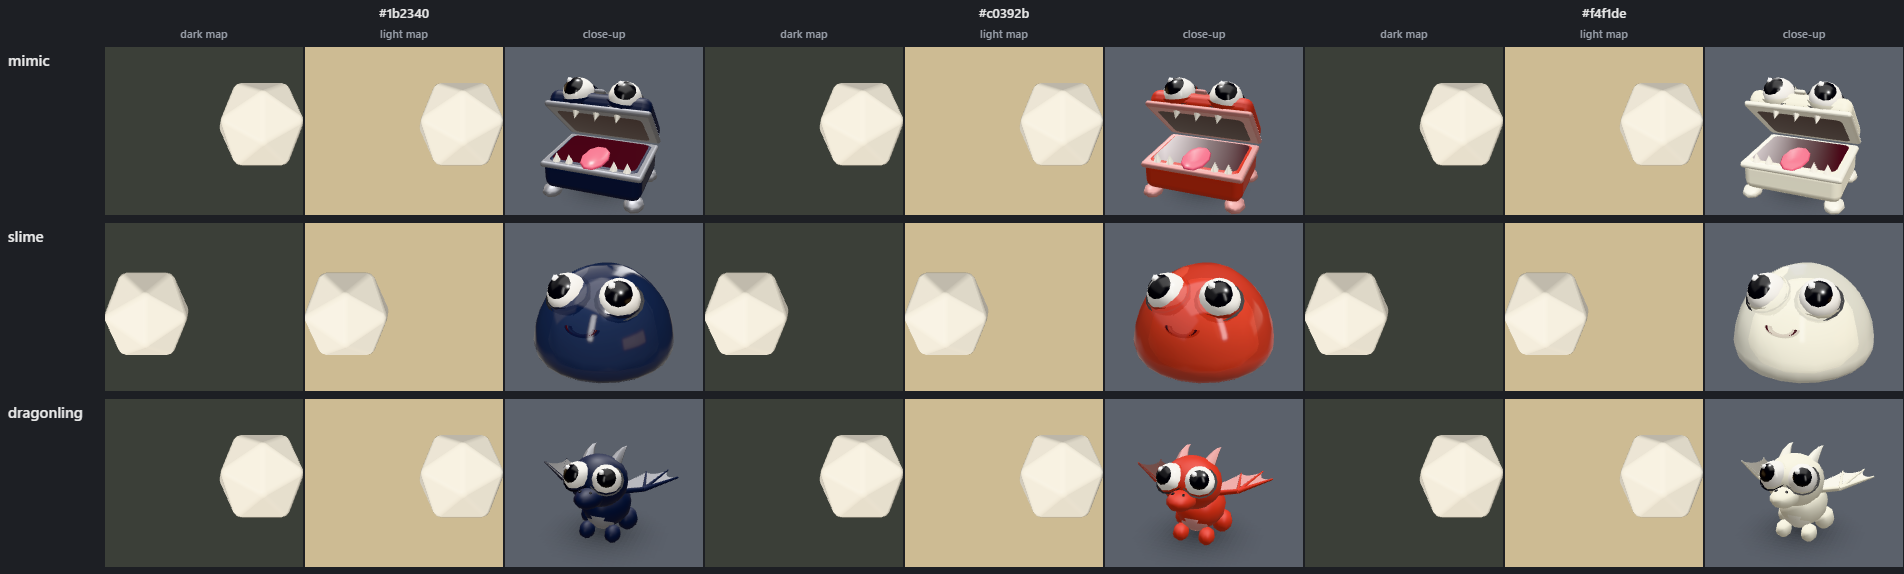 #1b2340 #c0392b #f4f1de
dark map light map close-up dark map light map close-up dark map light map close-up
mimic
slime
dragonling